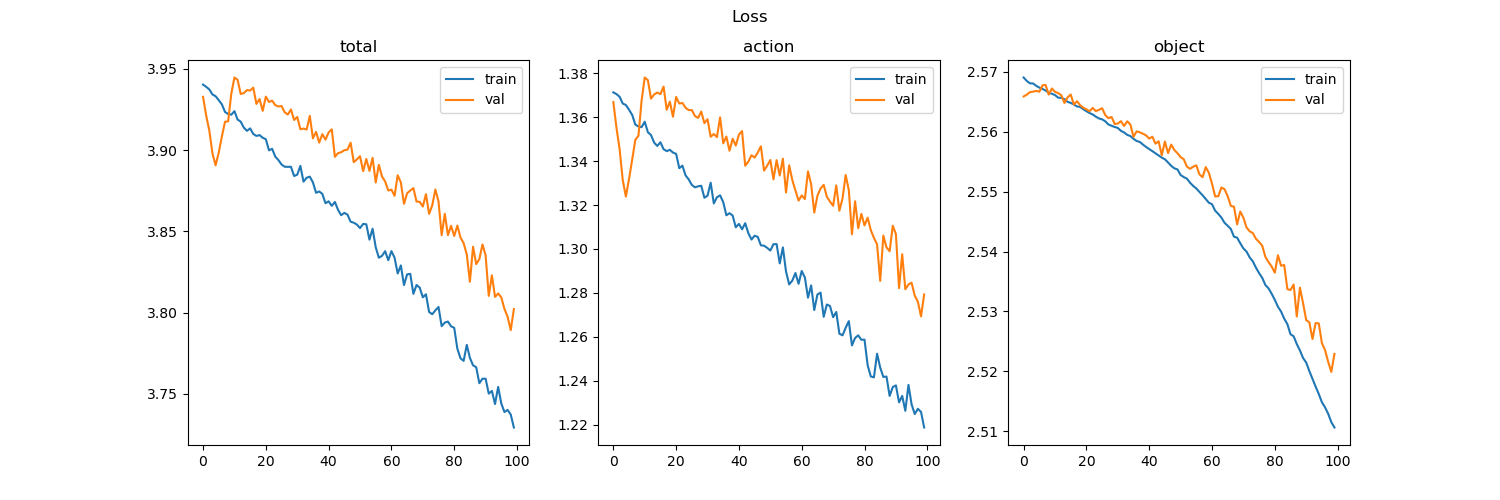 Loss
total
3.95
3.90
3.85
3.80
3.75
0 20 40 60 80 100
train
val
action
1.38
1.36
1.34
1.32
1.30
1.28
1.26
1.24
1.22
0 20 40 60 80 100
train
val
object
2.57
2.56
2.55
2.54
2.53
2.52
2.51
0 20 40 60 80 100
train
val